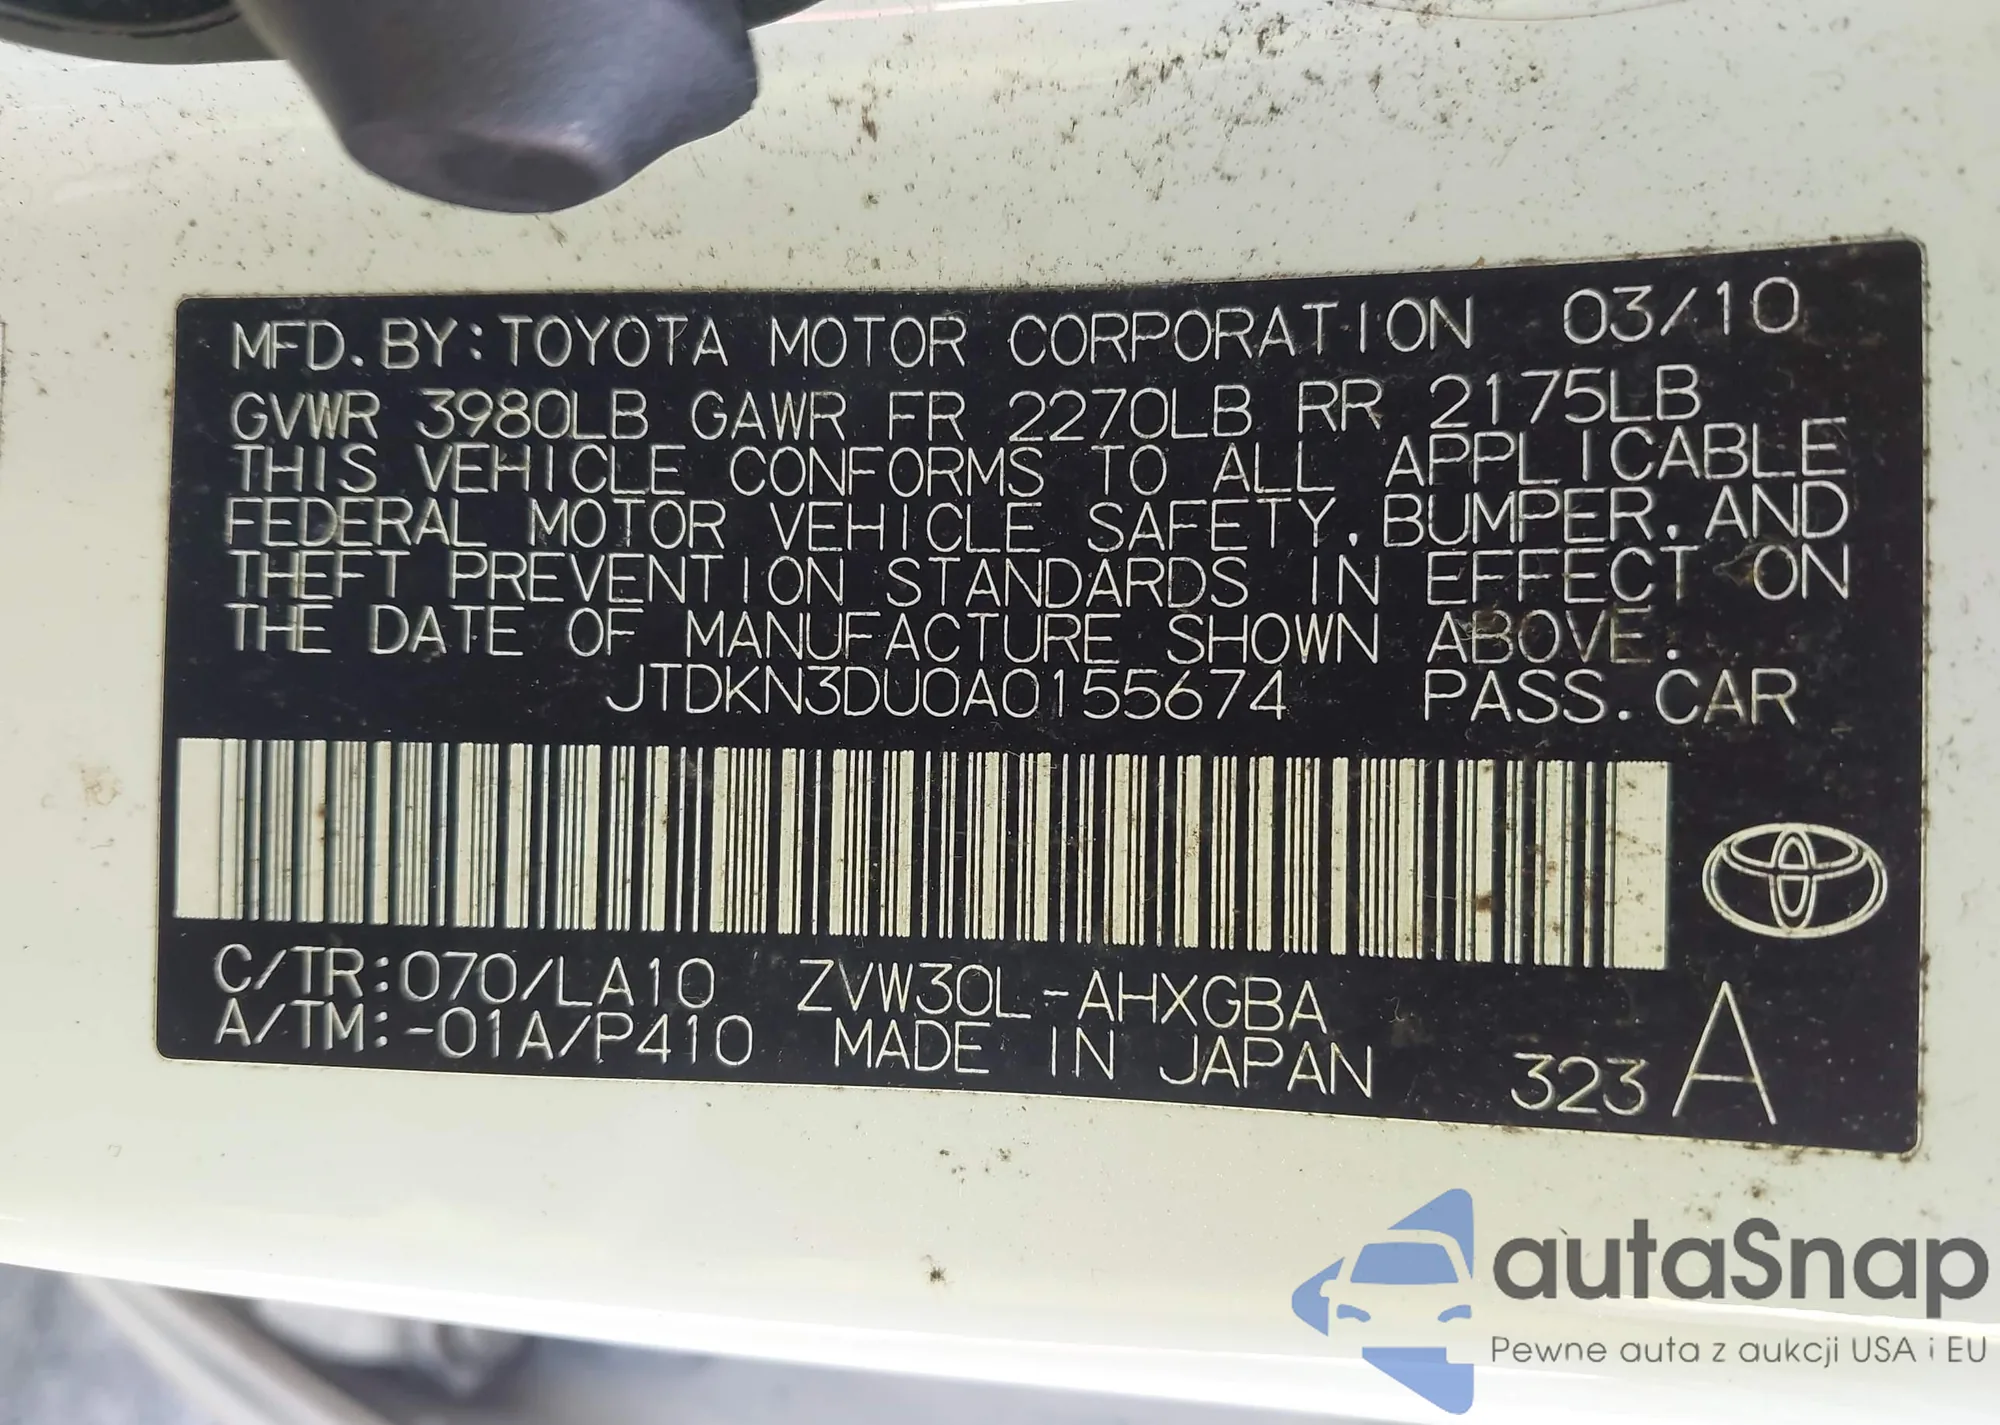 MFD. BY: TOYOTA MOTOR CORPORATION 03/10
GVWR 3980LB GAWR FR 2270LB RR 2175LB
THIS VEHICLE CONFORMS TO ALL APPLICABLE
FEDERAL MOTOR VEHICLE SAFETY, BUMPER, AND
THEFT PREVENTION STANDARDS IN EFFECT ON
THE DATE OF MANUFACTURE SHOWN ABOVE.
JTDKN3DU0A0155674 PASS. CAR
C/TR:070/LA10 ZVW30L-AHXGBA
A/TM:-01A/P410 MADE IN JAPAN 323 A
autaSnap
Pewne auta z aukcji USA i EU